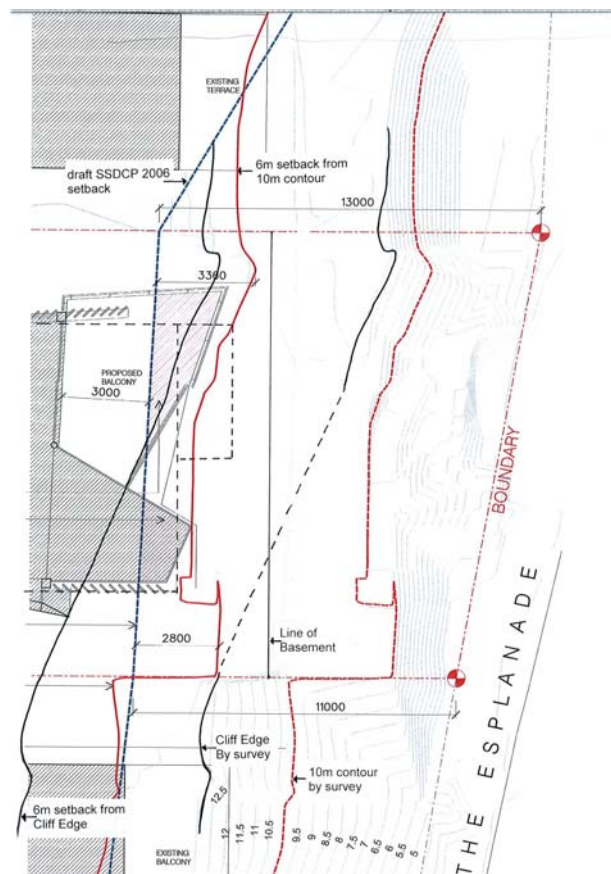 EXISTING
TERRACE
draft SSDCP 2006
setback
6m setback from
10m contour
13000
3360
PROPOSED
BALCONY
3000
BOUNDARY
THE ESPLANADE
2800
Line of
Basement
11000
Cliff Edge
By survey
10m contour
by survey
6m setback from
Cliff Edge
EXISTING
BALCONY
12.5
12
11.5
11
10.5
9.5
9
8.5
8
7.5
7
6.5
6
5.5
5